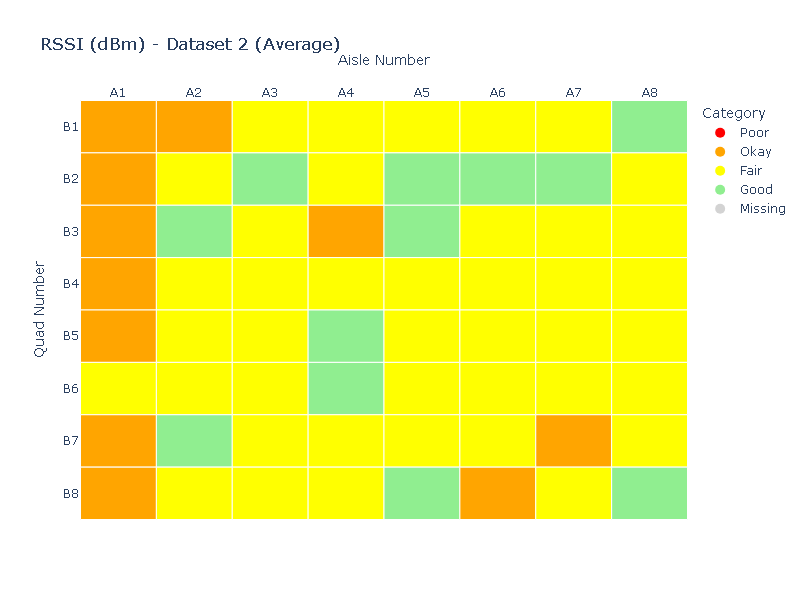 RSSI (dBm) - Dataset 2 (Average)
Aisle Number
A1 A2 A3 A4 A5 A6 A7 A8
Quad Number
B1
B2
B3
B4
B5
B6
B7
B8
Category
Poor
Okay
Fair
Good
Missing